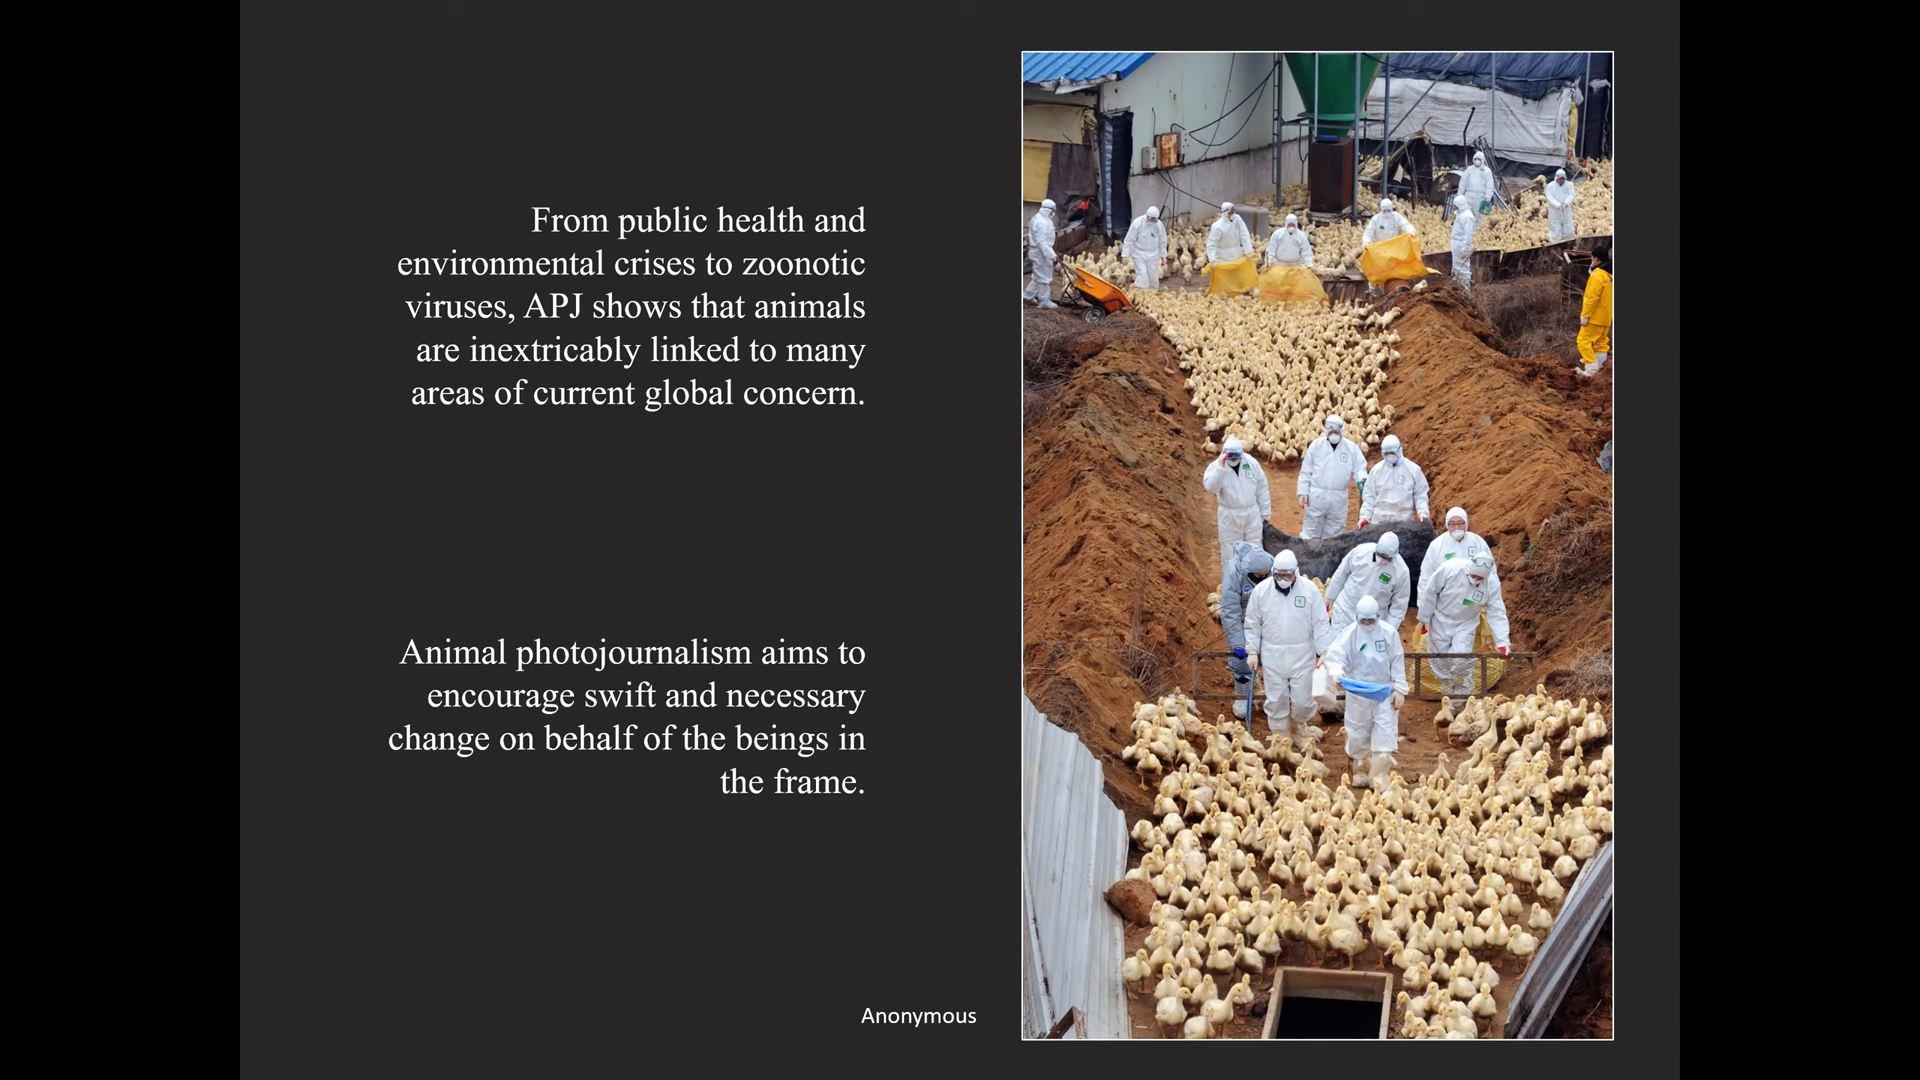 From public health and
environmental crises to zoonotic
viruses, APJ shows that animals
are inextricably linked to many
areas of current global concern.
Animal photojournalism aims to
encourage swift and necessary
change on behalf of the beings in
the frame.
Anonymous